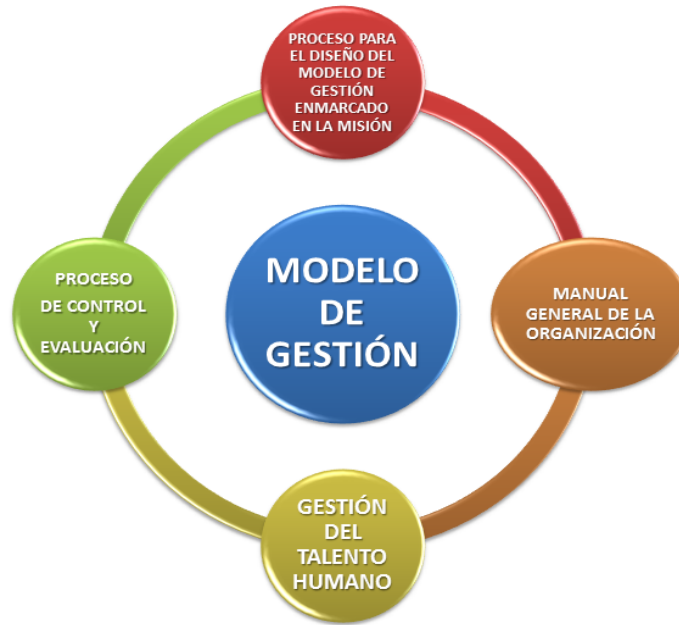 PROCESO PARA
EL DISEÑO DEL
MODELO DE
GESTIÓN
ENMARCADO
EN LA MISIÓN
MODELO
DE
GESTIÓN
PROCESO
DE CONTROL
Y
EVALUACIÓN
MANUAL
GENERAL DE LA
ORGANIZACIÓN
GESTIÓN
DEL
TALENTO
HUMANO